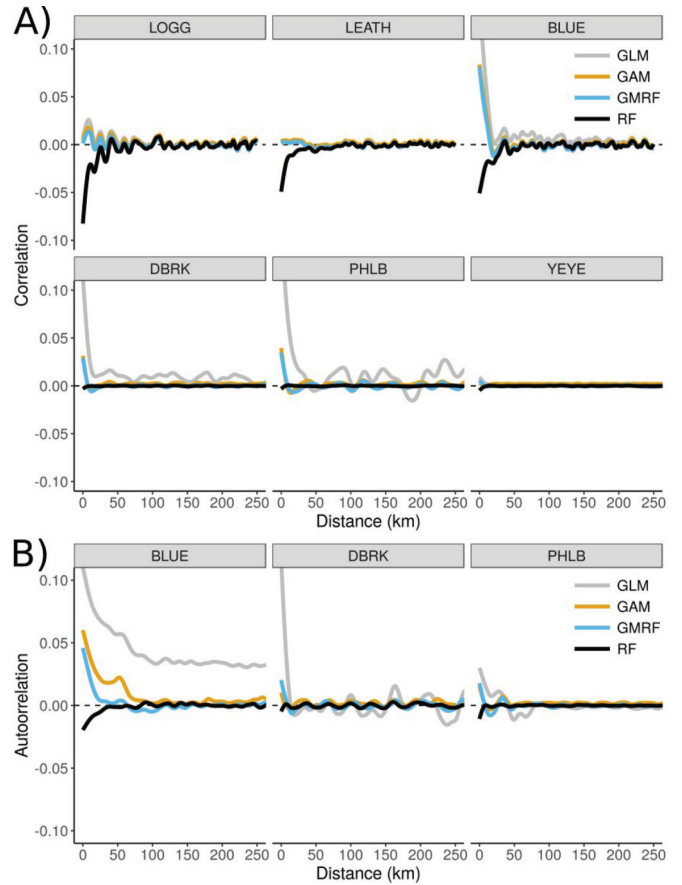 A)
LOGG LEATH BLUE
0.10
0.05
0.00
-0.05
-0.10
GLM
GAM
GMRF
RF
DBRK PHLB YEYE
0.10
0.05
0.00
-0.05
-0.10
Correlation
0 50 100 150 200 250 0 50 100 150 200 250 0 50 100 150 200 250
Distance (km)
B)
BLUE DBRK PHLB
0.10
0.05
0.00
-0.05
-0.10
GLM
GAM
GMRF
RF
Autoorrelation
0 50 100 150 200 250 0 50 100 150 200 250 0 50 100 150 200 250
Distance (km)